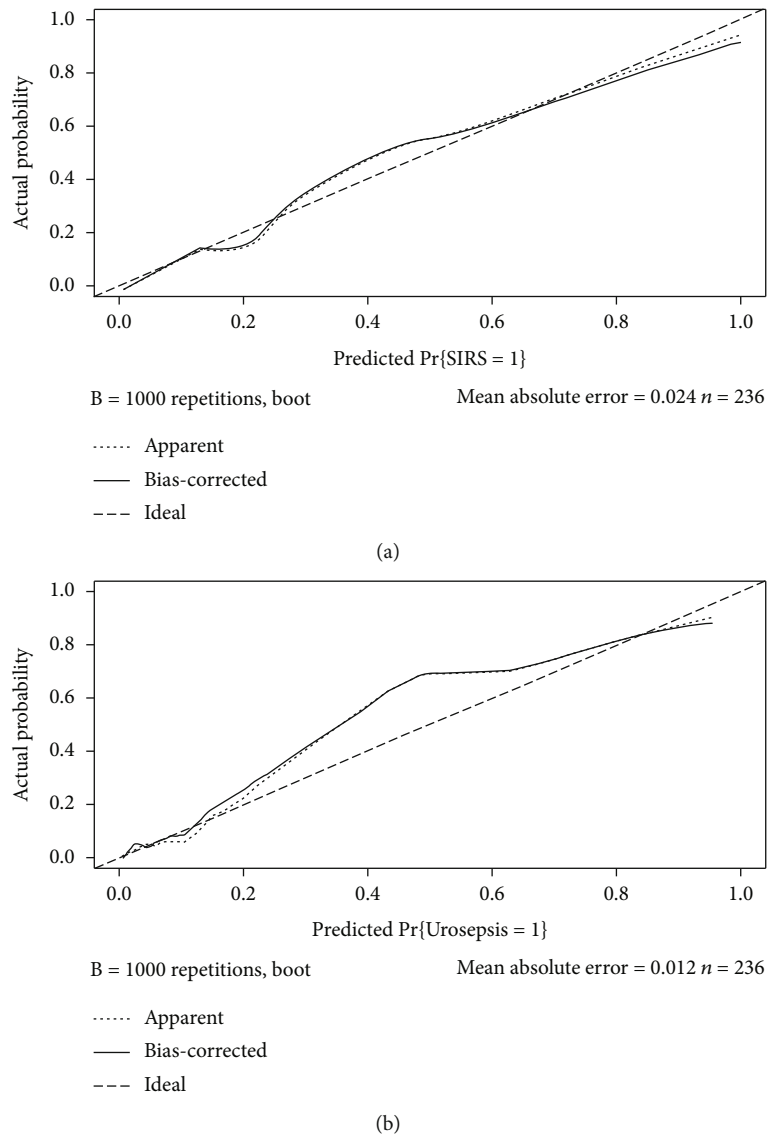 1.0
0.8
0.6
0.4
0.2
0.0
Actual probability
0.0 0.2 0.4 0.6 0.8 1.0
Predicted Pr{SIRS = 1}
B = 1000 repetitions, boot Mean absolute error = 0.024 n = 236
Apparent
Bias-corrected
Ideal
(a)
1.0
0.8
0.6
0.4
0.2
0.0
Actual probability
0.0 0.2 0.4 0.6 0.8 1.0
Predicted Pr{Urosepsis = 1}
B = 1000 repetitions, boot Mean absolute error = 0.012 n = 236
Apparent
Bias-corrected
Ideal
(b)